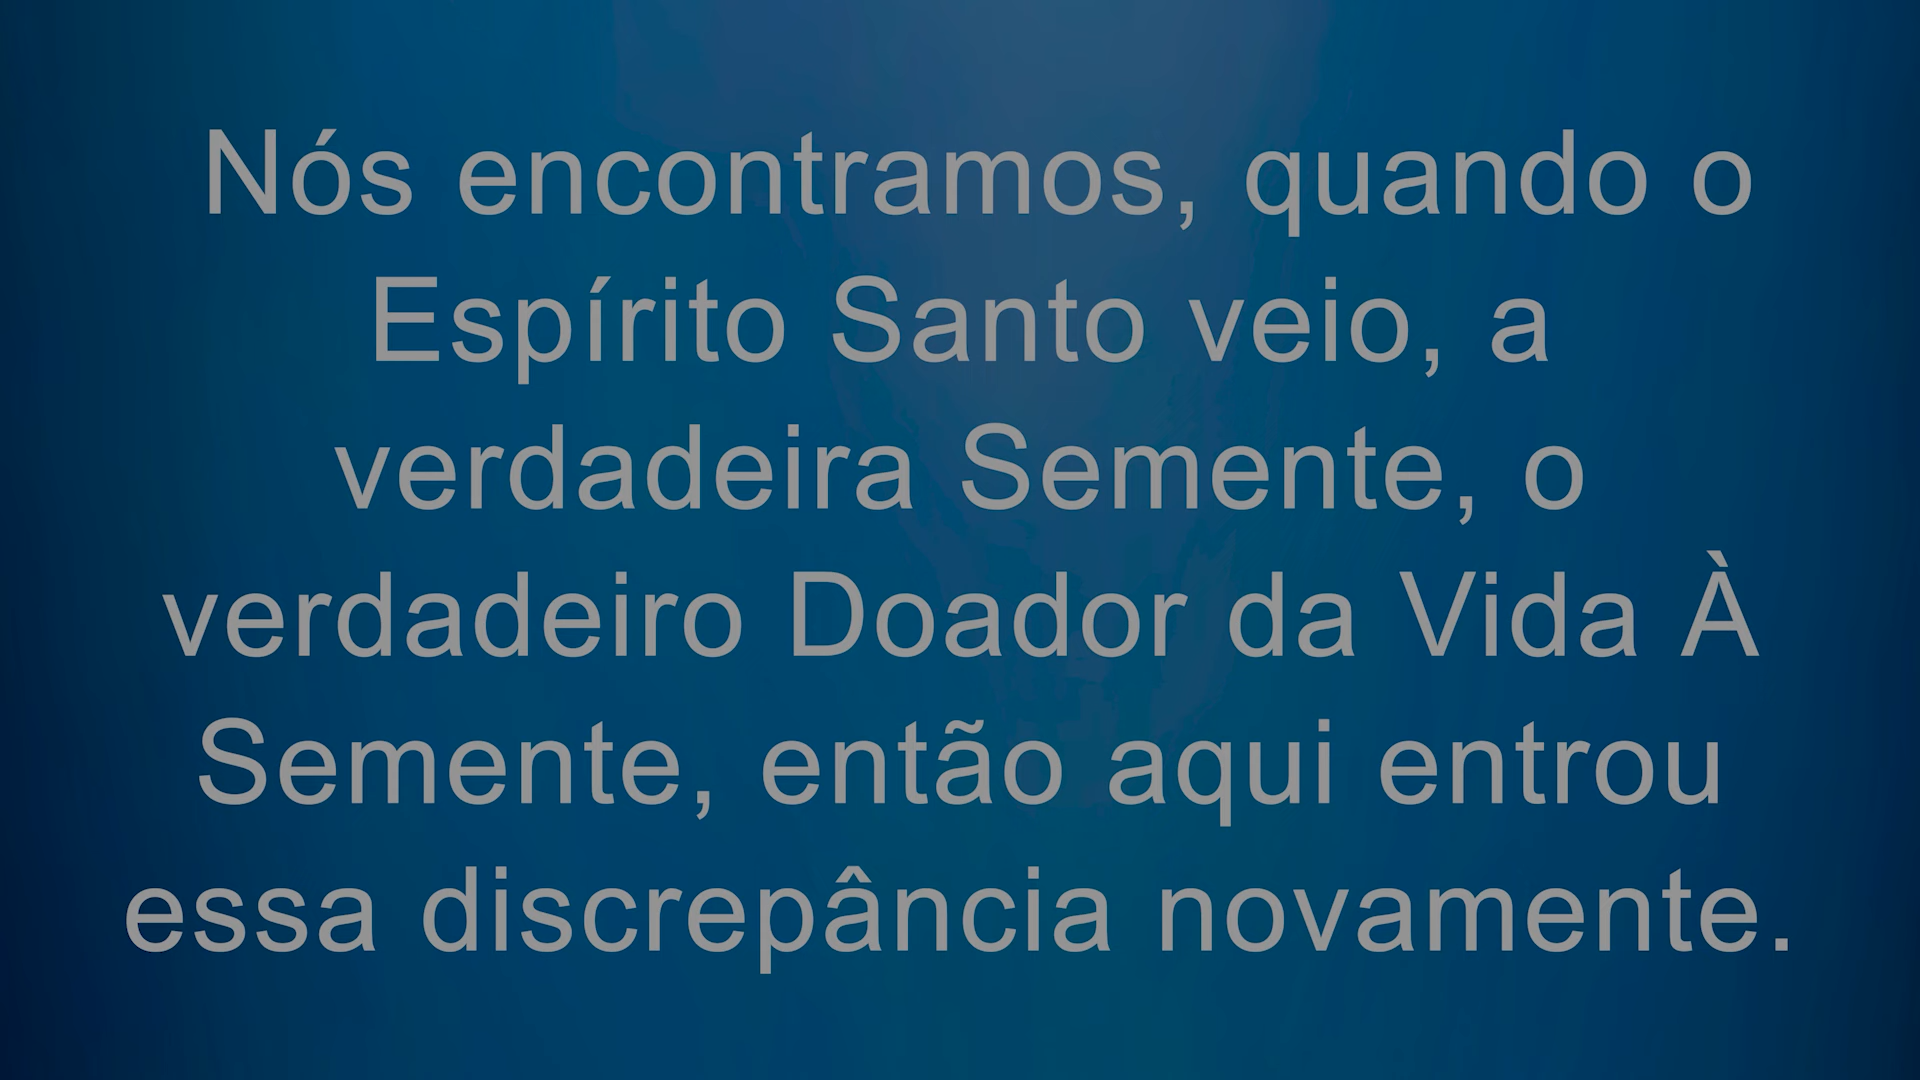 Nós encontramos, quando o
Espírito Santo veio, a
verdadeira Semente, o
verdadeiro Doador da Vida À
Semente, então aqui entrou
essa discrepância novamente.